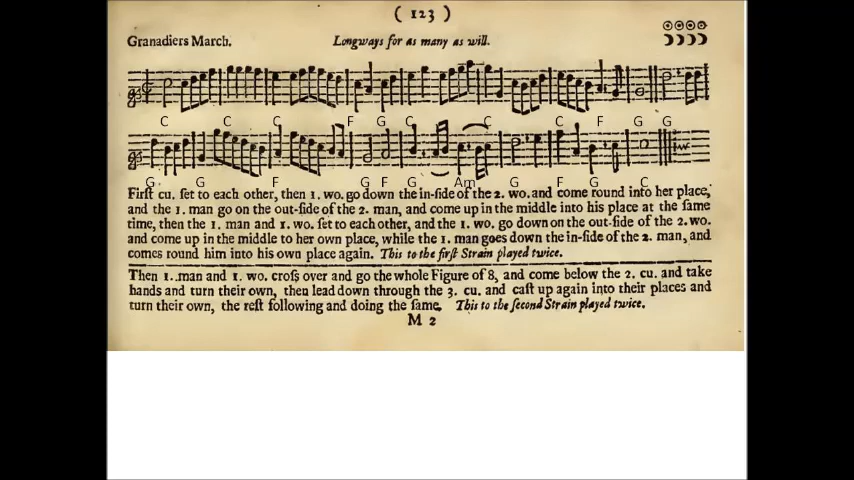 ( 123 )
Granadiers March. Longways for as many as will.
C C C F G C C C F G G
G G F G F G Am G F G C
First cu. set to each other, then 1. wo. go down the in-side of the 2. wo. and come round into her place,
and the 1. man go on the out-side of the 2. man, and come up in the middle into his place at the same
time, then the 1. man and 1. wo. set to each other, and the 1. wo. go down on the out-side of the 2. wo.
and come up in the middle to her own place, while the 1. man goes down the in-side of the 2. man, and
comes round him into his own place again. This to the first Strain played twice.
Then 1. man and 1. wo. cross over and go the whole Figure of 8, and come below the 2. cu. and take
hands and turn their own, then lead down through the 3. cu. and cast up again into their places and
turn their own, the rest following and doing the same. This to the second Strain played twice.
M 2